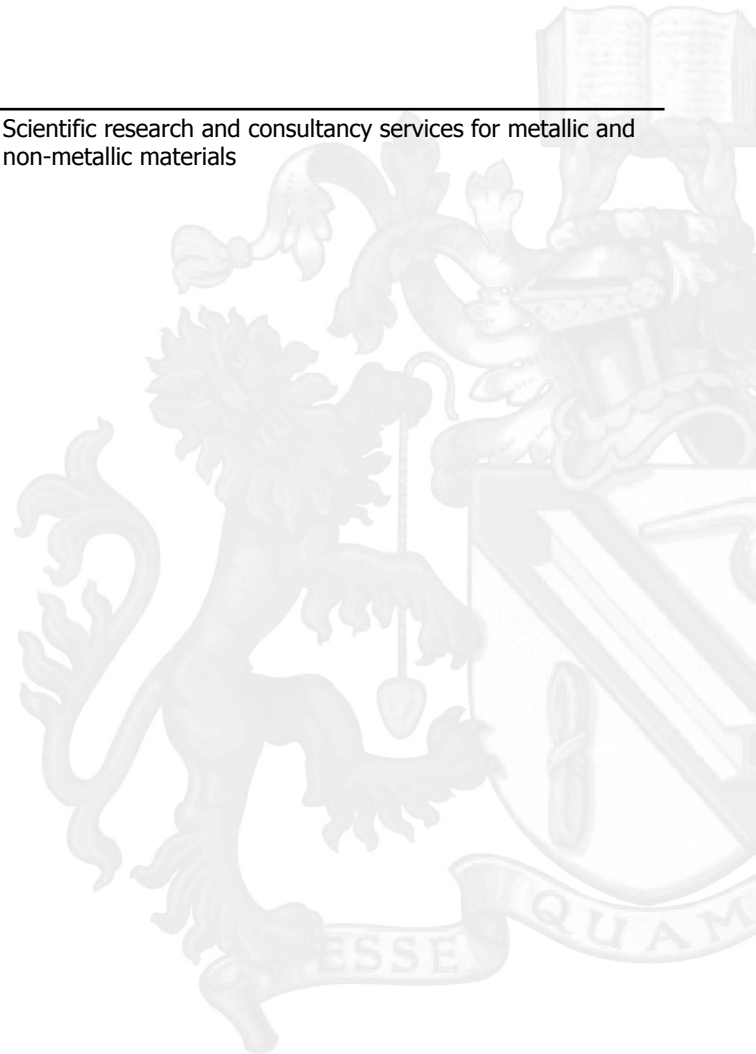 Scientific research and consultancy services for metallic and
non-metallic materials
ESSE
QUAM